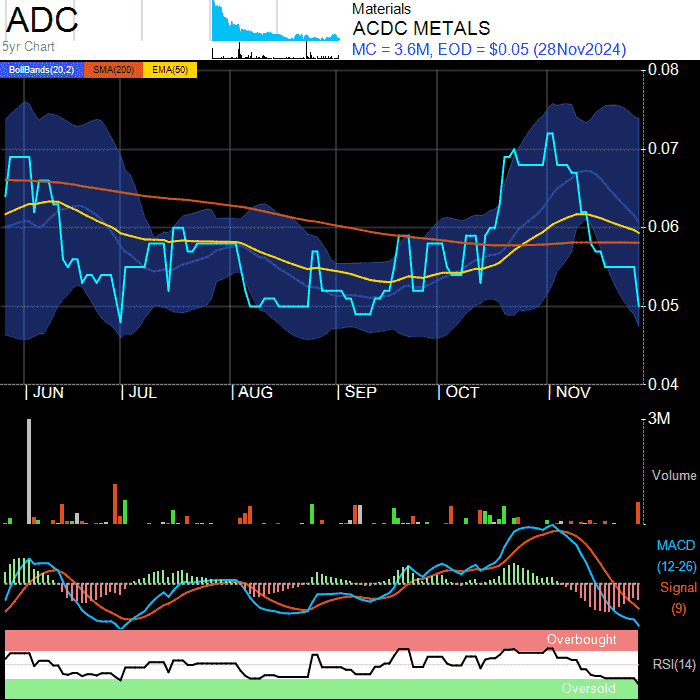 ADC
5yr Chart
Materials
ACDC METALS
MC = 3.6M, EOD = $0.05 (28Nov2024)
BollBands(20,2) SMA(200) EMA(50)
0.08
0.07
0.06
0.05
0.04
JUN JUL AUG SEP OCT NOV
3M
Volume
MACD
(12-26)
Signal
(9)
Overbought
RSI(14)
Oversold